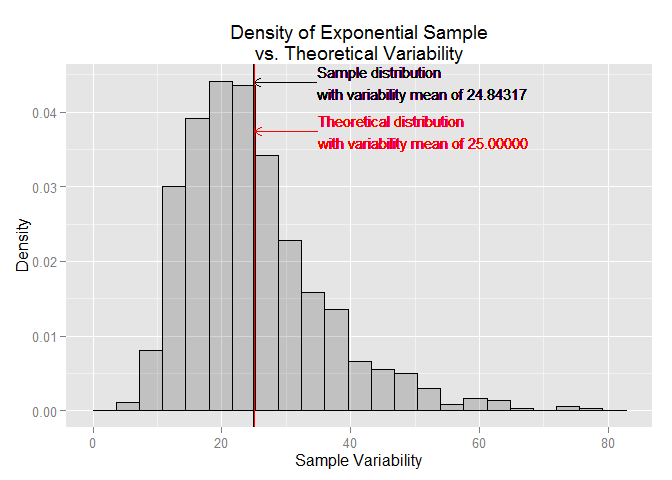 Density of Exponential Sample
vs. Theoretical Variability
Sample distribution
with variability mean of 24.84317
Theoretical distribution
with variability mean of 25.00000
Density
0.04
0.03
0.02
0.01
0.00
0
20
40
60
80
Sample Variability